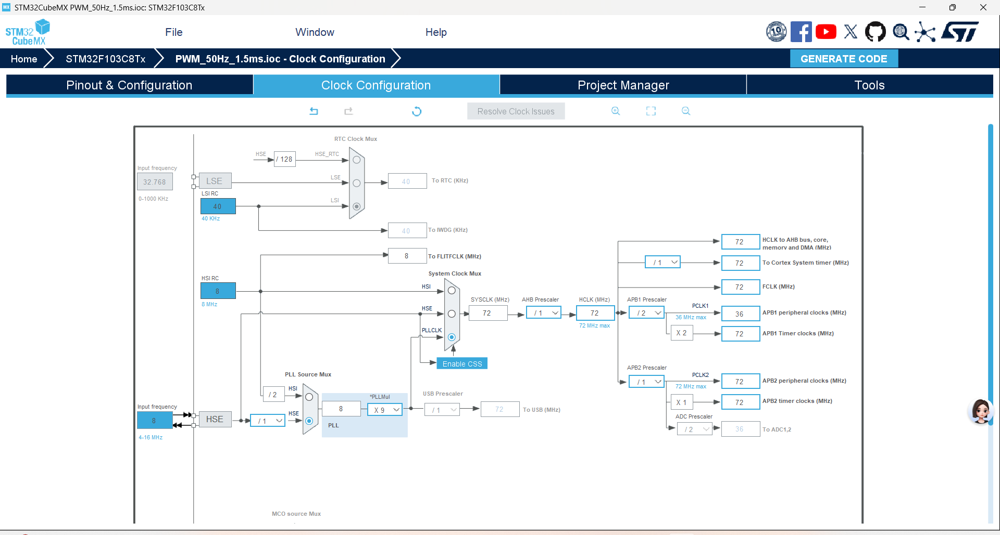 MX STM32CubeMX PWM_50Hz_1.5ms.ioc: STM32F103C8Tx
STM32
CubeMX
File
Window
Help
10
ST
Home
STM32F103C8Tx
PWM_50Hz_1.5ms.ioc - Clock Configuration
GENERATE CODE
Pinout & Configuration
Clock Configuration
Project Manager
Tools
Resolve Clock Issues
RTC Clock Mux
HSE
/ 128
HSE_RTC
Input frequency
32.768
0-1000 KHz
LSE
LSE
40
To RTC (KHz)
LSI RC
40
40 KHz
LSI
40
To IWDG (KHz)
8
To FLITFCLK (MHz)
System Clock Mux
HSI RC
8
8 MHz
HSI
HSE
PLLCLK
SYSCLK (MHz)
72
AHB Prescaler
/ 1
HCLK (MHz)
72
72 MHz max
72
HCLK to AHB bus, core,
memory and DMA (MHz)
/ 1
72
To Cortex System timer (MHz)
72
FCLK (MHz)
APB1 Prescaler
/ 2
PCLK1
36 MHz max
36
APB1 peripheral clocks (MHz)
X 2
72
APB1 Timer clocks (MHz)
Enable CSS
APB2 Prescaler
/ 1
PCLK2
72 MHz max
72
APB2 peripheral clocks (MHz)
X 1
72
APB2 timer clocks (MHz)
ADC Prescaler
/ 2
36
To ADC1,2
PLL Source Mux
/ 2
HSI
Input frequency
8
4-16 MHz
HSE
/ 1
HSE
8
*PLLMul
X 9
PLL
USB Prescaler
/ 1
72
To USB (MHz)
MCO source Mux